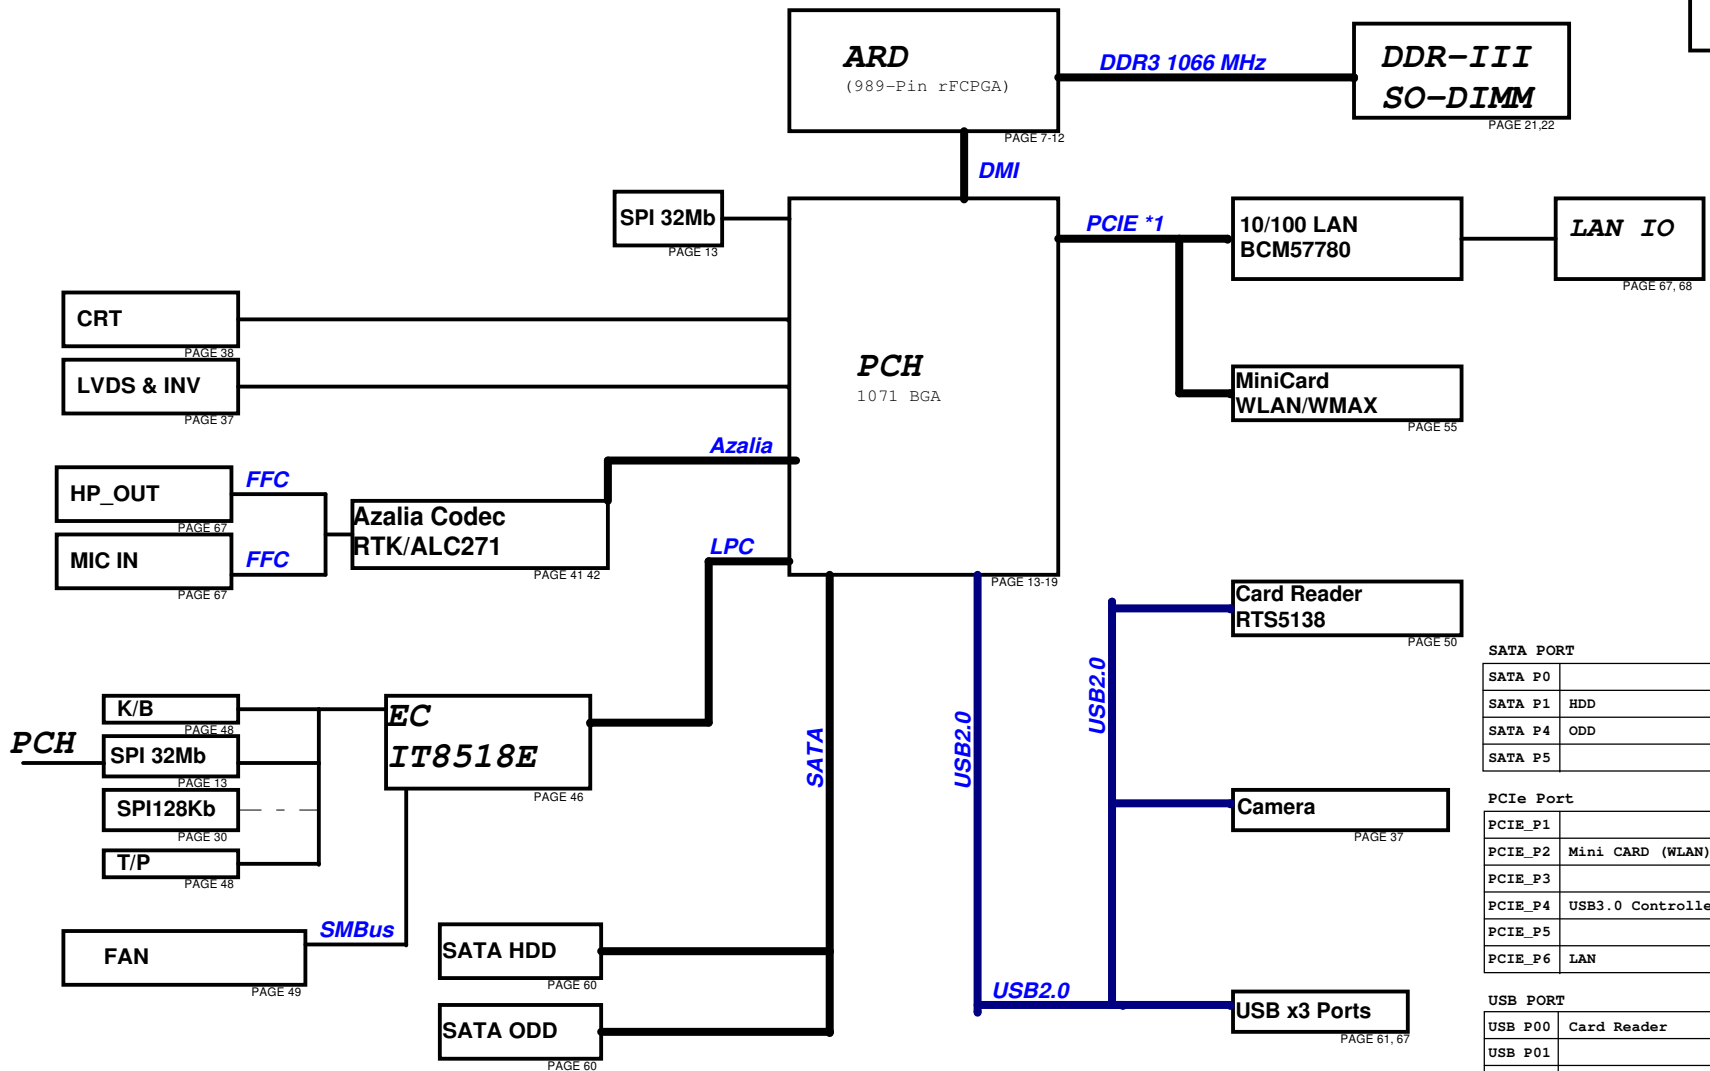 ARD
(989-Pin rFCPGA)
PAGE 7-12
DDR3 1066 MHz
DDR-III
SO-DIMM
PAGE 21,22
DMI
SPI 32Mb
PAGE 13
PCIE *1
10/100 LAN
BCM57780
LAN IO
PAGE 67, 68
CRT
PAGE 38
LVDS & INV
PAGE 37
PCH
1071 BGA
PAGE 13-19
MiniCard
WLAN/WMAX
PAGE 55
Azalia
HP_OUT
PAGE 67
FFC
MIC IN
PAGE 67
FFC
Azalia Codec
RTK/ALC271
PAGE 41 42
LPC
Card Reader
RTS5138
PAGE 50
K/B
PAGE 48
PCH
SPI 32Mb
PAGE 13
SPI128Kb
PAGE 30
T/P
PAGE 48
EC
IT8518E
PAGE 46
SATA
USB2.0
USB2.0
Camera
PAGE 37
FAN
PAGE 49
SMBus
SATA HDD
PAGE 60
SATA ODD
PAGE 60
USB2.0
USB x3 Ports
PAGE 61, 67
SATA PORT
SATA P0
SATA P1 HDD
SATA P4 ODD
SATA P5
PCIe Port
PCIE_P1
PCIE_P2 Mini CARD (WLAN)
PCIE_P3
PCIE_P4 USB3.0 Controlle
PCIE_P5
PCIE_P6 LAN
USB PORT
USB P00 Card Reader
USB P01